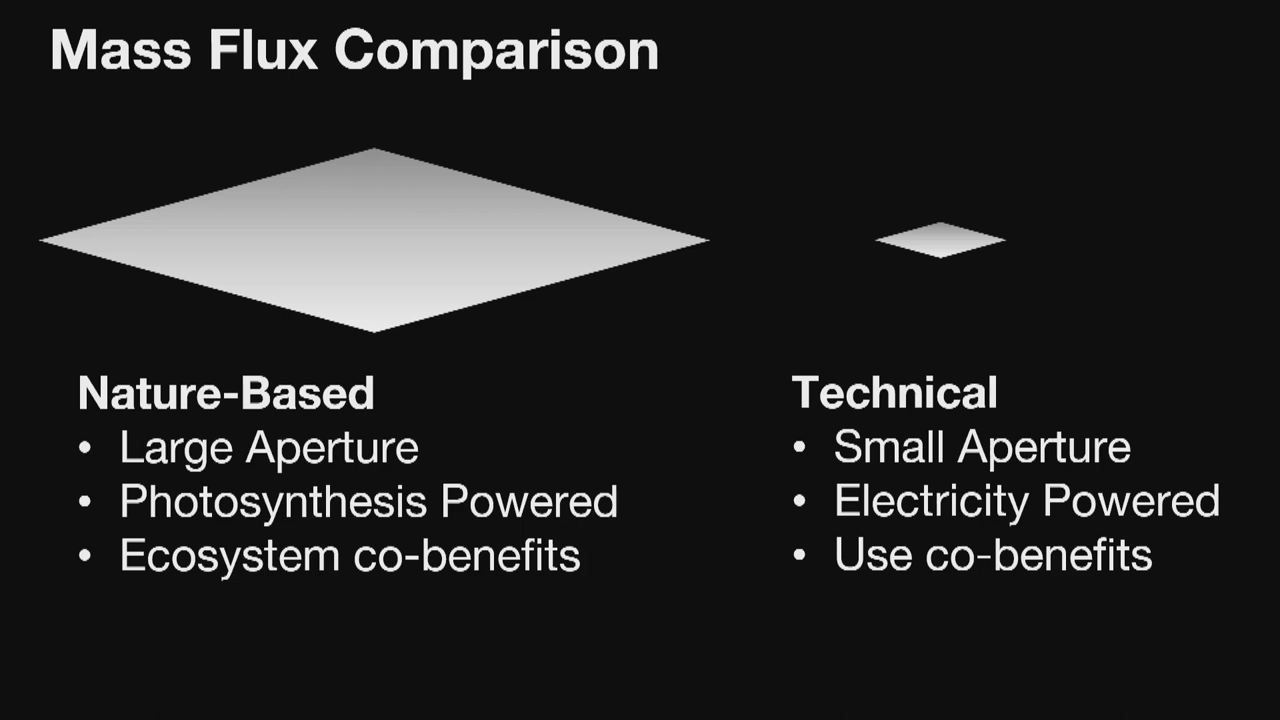 Mass Flux Comparison
Nature-Based
• Large Aperture
• Photosynthesis Powered
• Ecosystem co-benefits
Technical
• Small Aperture
• Electricity Powered
• Use co-benefits